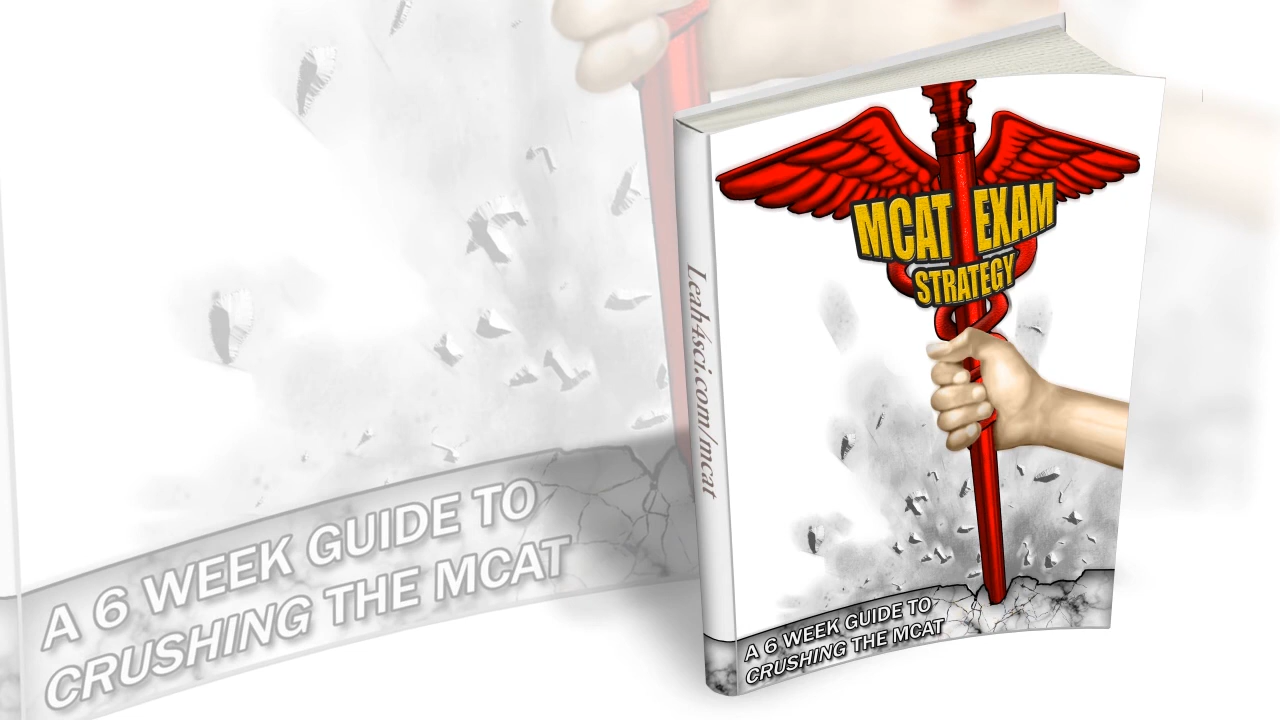 A 6 WEEK GUIDE TO
CRUSHING THE MCAT
Leah4sci.com/mcat
MCAT EXAM
STRATEGY
A 6 WEEK GUIDE TO
CRUSHING THE MCAT